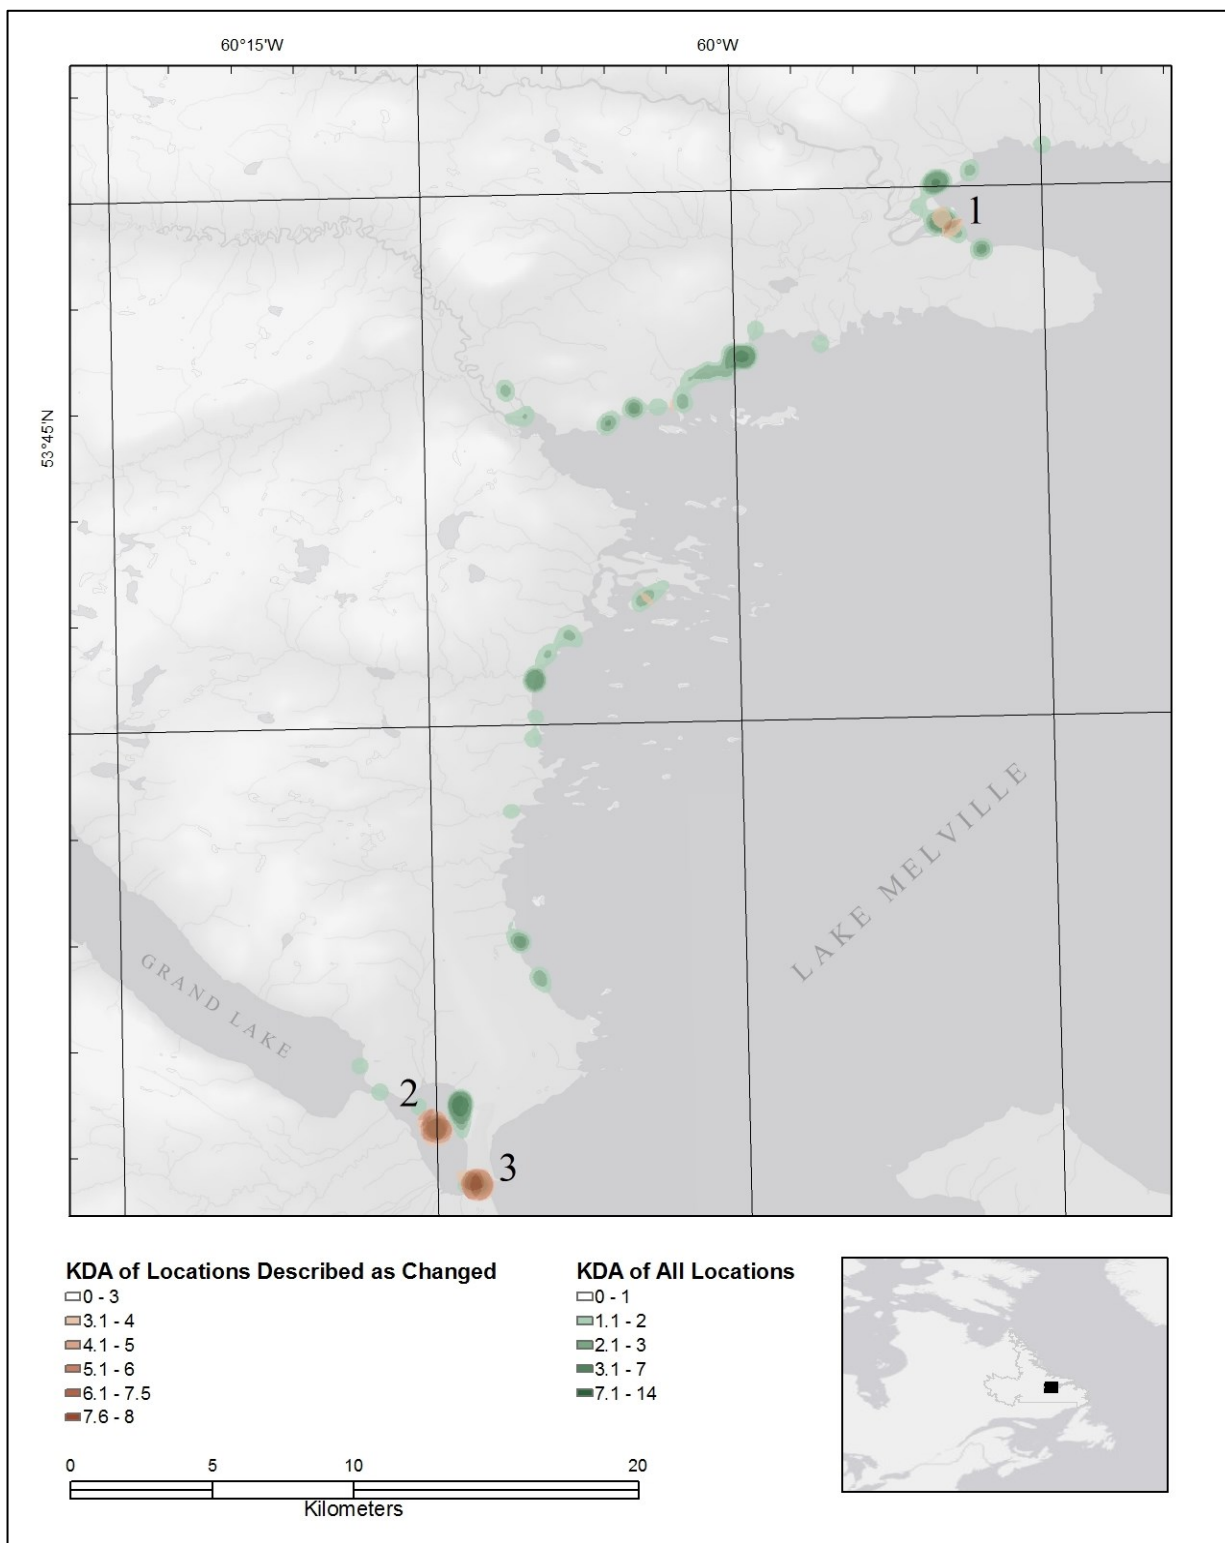 60°15'W
60°W
1
53°45'N
LAKE MELVILLE
GRAND LAKE
2
3
KDA of Locations Described as Changed
0 - 3
3.1 - 4
4.1 - 5
5.1 - 6
6.1 - 7.5
7.6 - 8
KDA of All Locations
0 - 1
1.1 - 2
2.1 - 3
3.1 - 7
7.1 - 14
0 5 10 20
Kilometers